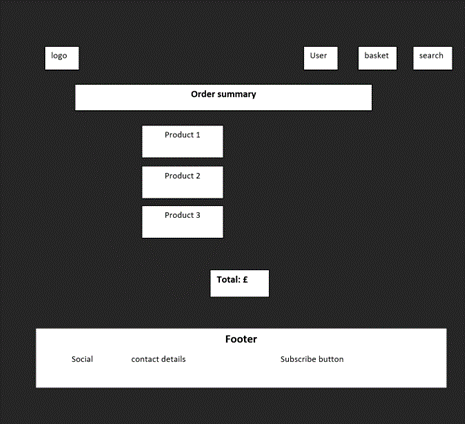 logo
User
basket
search
Order summary
Product 1
Product 2
Product 3
Total: £
Footer
Social
contact details
Subscribe button